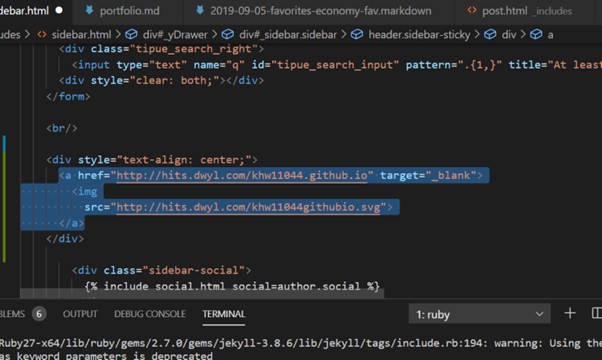 debar.html
portfolio.md
2019-09-05-favorites-economy-fav.markdown
post.html _includes
udes > sidebar.html > div#_yDrawer > div#_sidebar.sidebar > header.sidebar-sticky > div > a
<div class="tipue_search_right">
<input type="text" name="q" id="tipue_search_input" pattern=".{1,}" title="At least
<div style="clear: both;"></div>
</form>
<br/>
<div style="text-align: center;">
<a href="http://hits.dwyl.com/khw11044.github.io" target="_blank">
<img
src="http://hits.dwyl.com/khw11044githubio.svg">
</a>
</div>
<div class="sidebar-social">
{% include social.html social=author.social %}
BLEMS 6 OUTPUT DEBUG CONSOLE TERMINAL 1: ruby
Ruby27-x64/lib/ruby/gems/2.7.0/gems/jekyll-3.8.6/lib/jekyll/tags/include.rb:194: warning: Using the
as keyword parameters is deprecated